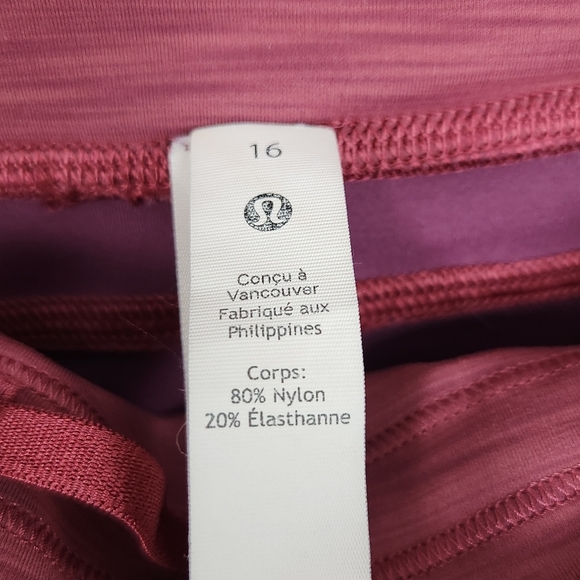 16
Conçu à
Vancouver
Fabriqué aux
Philippines
Corps:
80% Nylon
20% Élasthanne